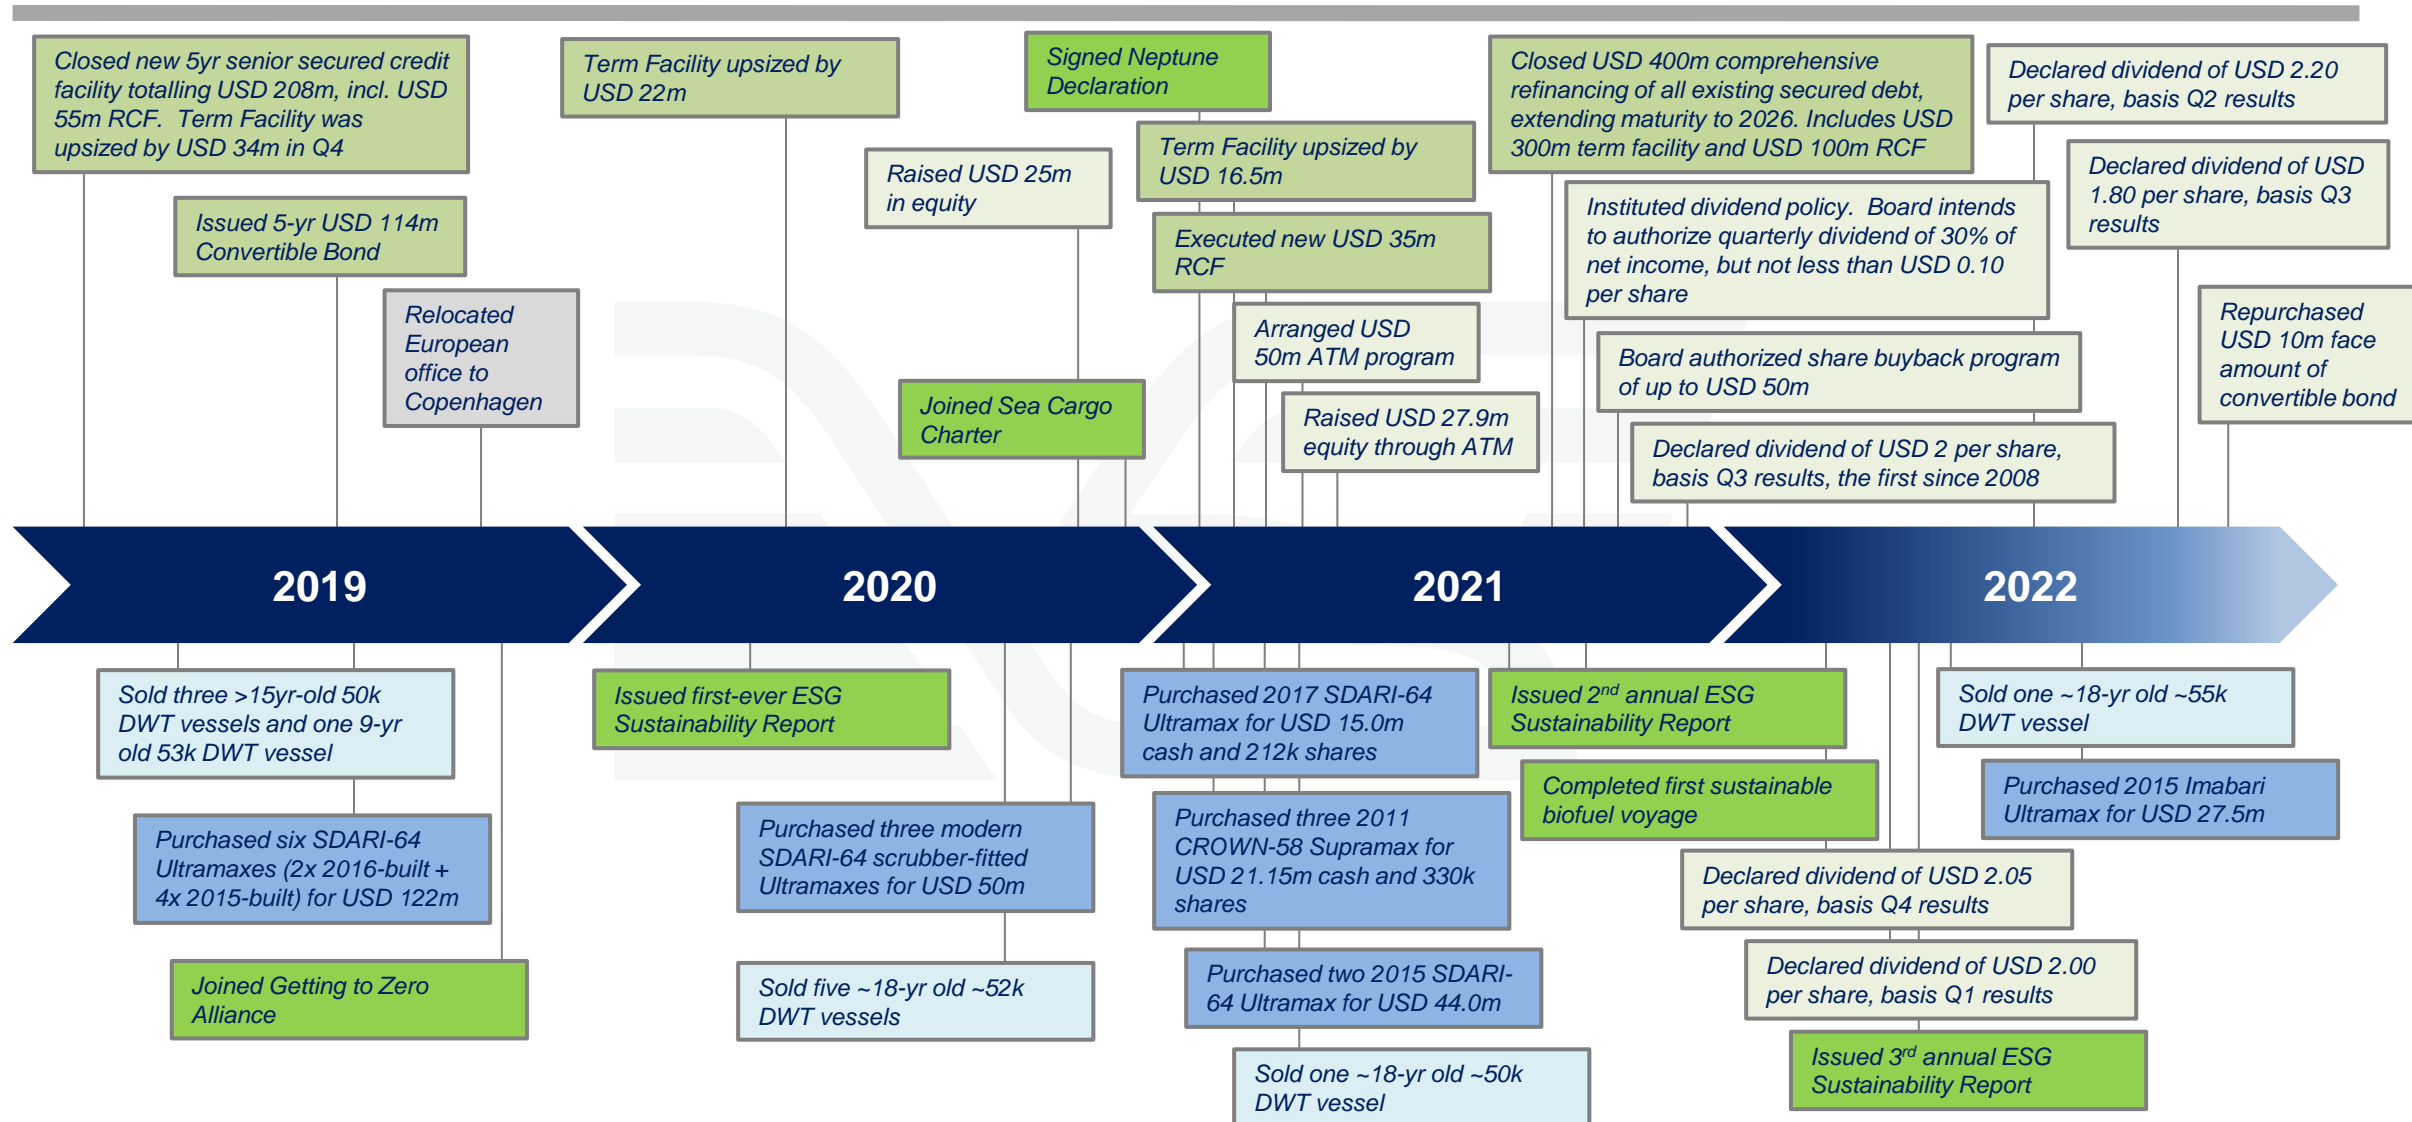 Closed new 5yr senior secured credit
facility totalling USD 208m, incl. USD
55m RCF.  Term Facility was
upsized by USD 34m in Q4
Issued 5-yr USD 114m
Convertible Bond
Relocated
European
office to
Copenhagen
Term Facility upsized by
USD 22m
Raised USD 25m
in equity
Joined Sea Cargo
Charter
Signed Neptune
Declaration
Term Facility upsized by
USD 16.5m
Executed new USD 35m
RCF
Arranged USD
50m ATM program
Raised USD 27.9m
equity through ATM
Closed USD 400m comprehensive
refinancing of all existing secured debt,
extending maturity to 2026. Includes USD
300m term facility and USD 100m RCF
Instituted dividend policy.  Board intends
to authorize quarterly dividend of 30% of
net income, but not less than USD 0.10
per share
Board authorized share buyback program
of up to USD 50m
Declared dividend of USD 2 per share,
basis Q3 results, the first since 2008
Declared dividend of USD 2.20
per share, basis Q2 results
Declared dividend of USD
1.80 per share, basis Q3
results
Repurchased
USD 10m face
amount of
convertible bond
2019
2020
2021
2022
Sold three >15yr-old 50k
DWT vessels and one 9-yr
old 53k DWT vessel
Purchased six SDARI-64
Ultramaxes (2x 2016-built +
4x 2015-built) for USD 122m
Joined Getting to Zero
Alliance
Issued first-ever ESG
Sustainability Report
Purchased three modern
SDARI-64 scrubber-fitted
Ultramaxes for USD 50m
Sold five ~18-yr old ~52k
DWT vessels
Purchased 2017 SDARI-64
Ultramax for USD 15.0m
cash and 212k shares
Purchased three 2011
CROWN-58 Supramax for
USD 21.15m cash and 330k
shares
Purchased two 2015 SDARI-
64 Ultramax for USD 44.0m
Sold one ~18-yr old ~50k
DWT vessel
Issued 2nd annual ESG
Sustainability Report
Completed first sustainable
biofuel voyage
Declared dividend of USD 2.05
per share, basis Q4 results
Declared dividend of USD 2.00
per share, basis Q1 results
Issued 3rd annual ESG
Sustainability Report
Sold one ~18-yr old ~55k
DWT vessel
Purchased 2015 Imabari
Ultramax for USD 27.5m